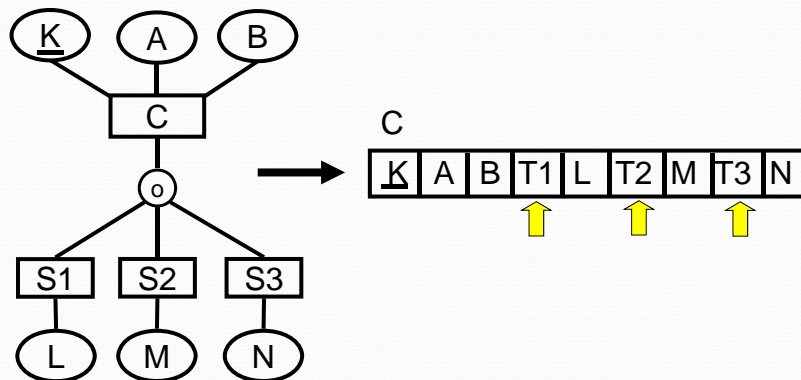 K A B
C
C
K A B T1 L T2 M T3 N
o
S1 S2 S3
L M N